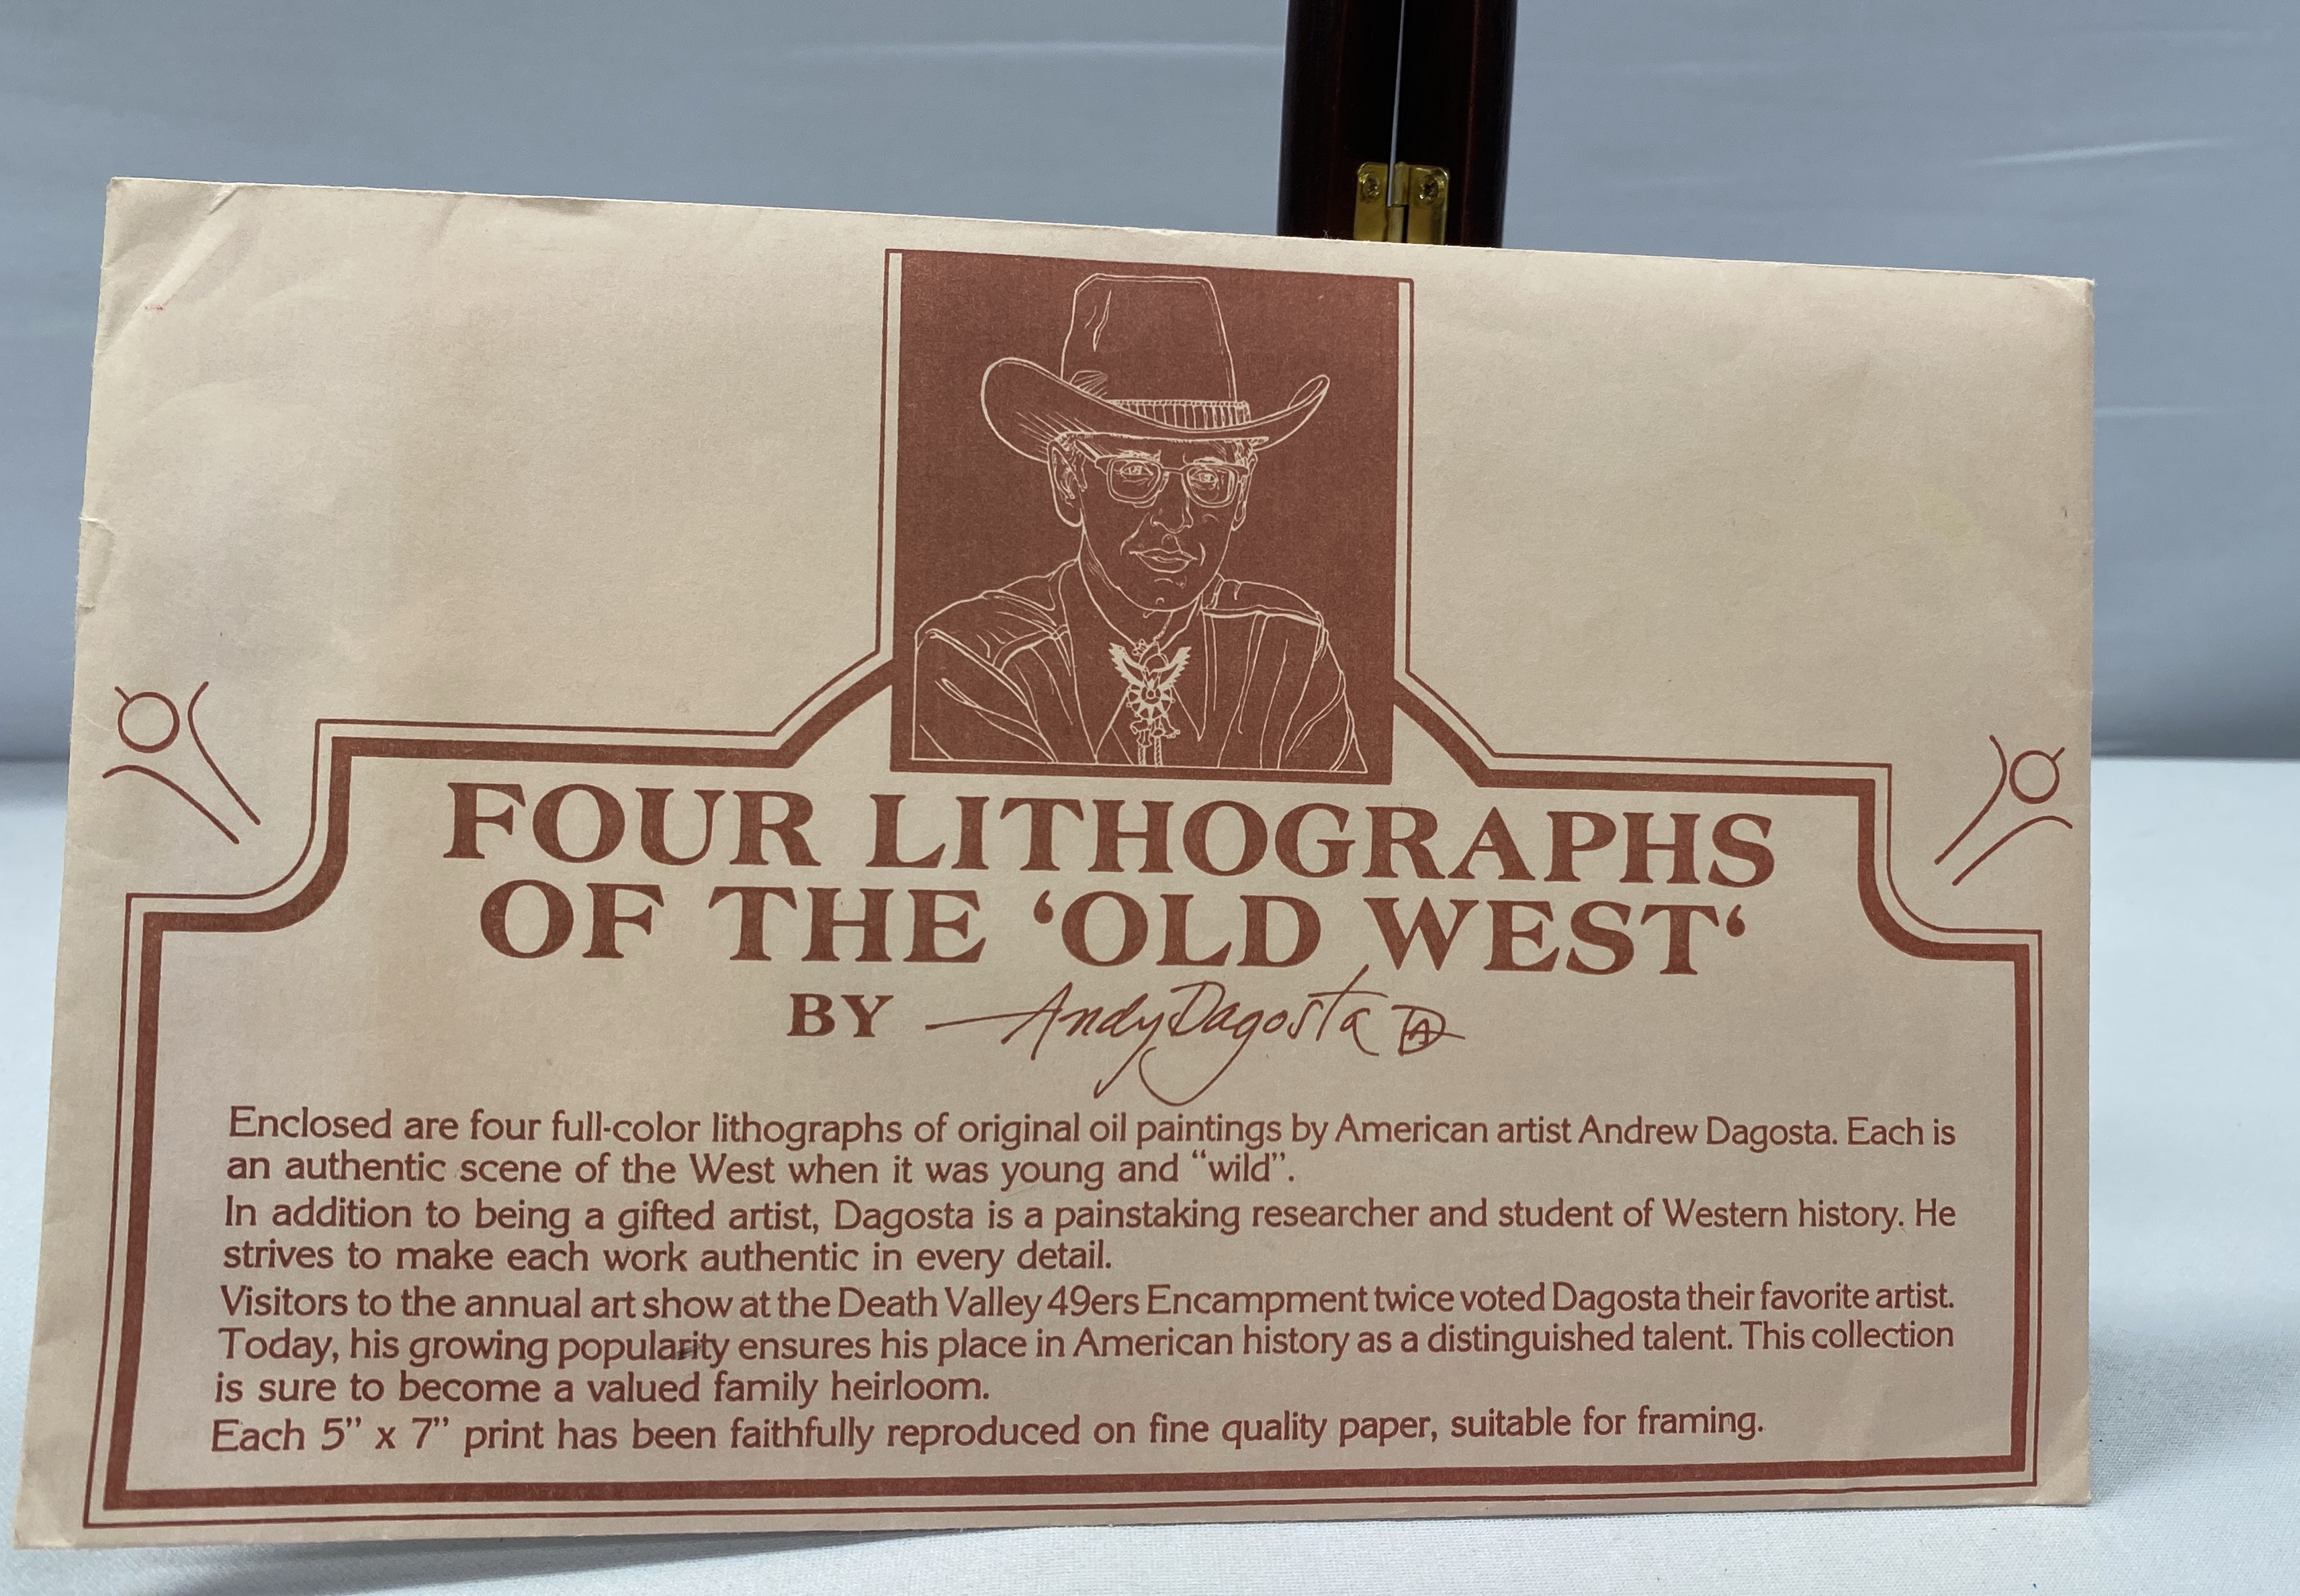 FOUR LITHOGRAPHS
OF THE ‘OLD WEST‘
BY Andy Dagosta DA
Enclosed are four full-color lithographs of original oil paintings by American artist Andrew Dagosta. Each is
an authentic scene of the West when it was young and “wild”.
In addition to being a gifted artist, Dagosta is a painstaking researcher and student of Western history. He
strives to make each work authentic in every detail.
Visitors to the annual art show at the Death Valley 49ers Encampment twice voted Dagosta their favorite artist.
Today, his growing popularity ensures his place in American history as a distinguished talent. This collection
is sure to become a valued family heirloom.
Each 5” x 7” print has been faithfully reproduced on fine quality paper, suitable for framing.